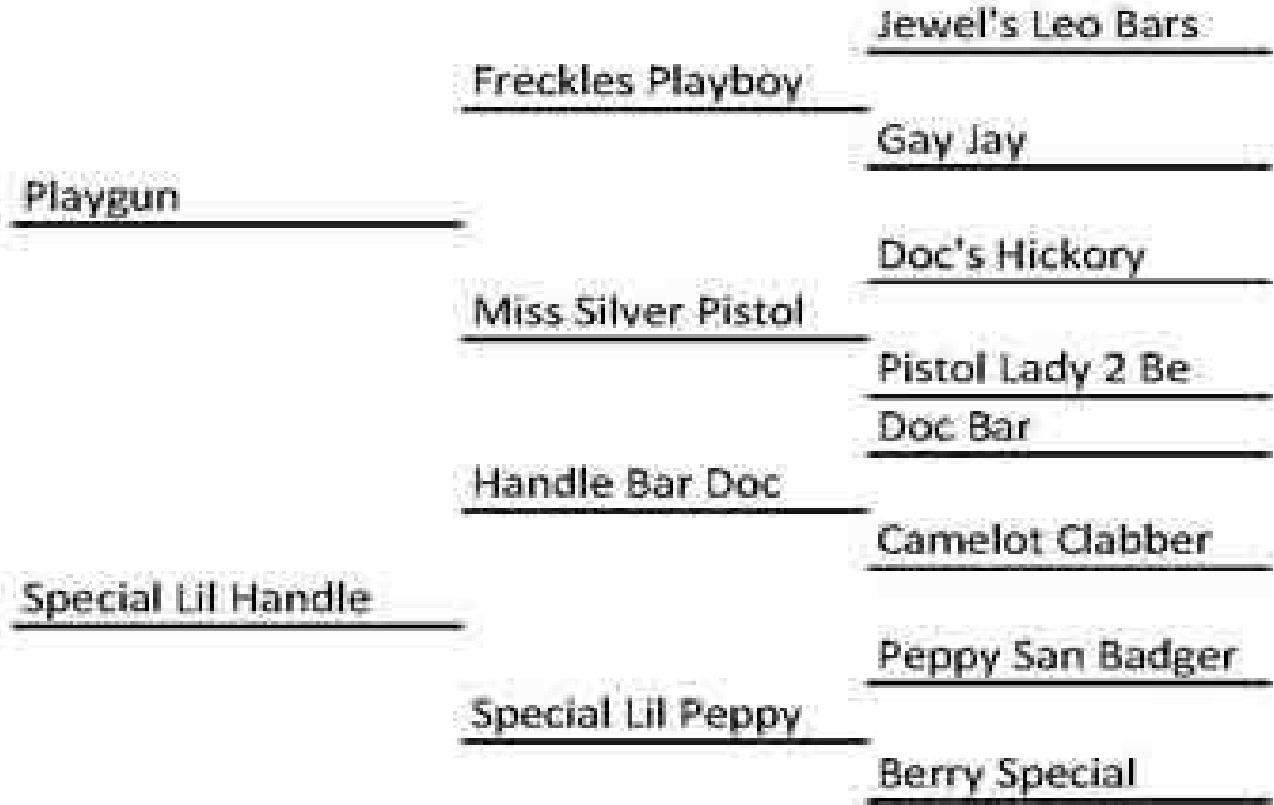 Jewel's Leo Bars
Freckles Playboy
Gay Jay
Playgun
Doc's Hickory
Miss Silver Pistol
Pistol Lady 2 Be
Doc Bar
Handle Bar Doc
Camelot Clabber
Special Lil Handle
Peppy San Badger
Special Lil Peppy
Berry Special